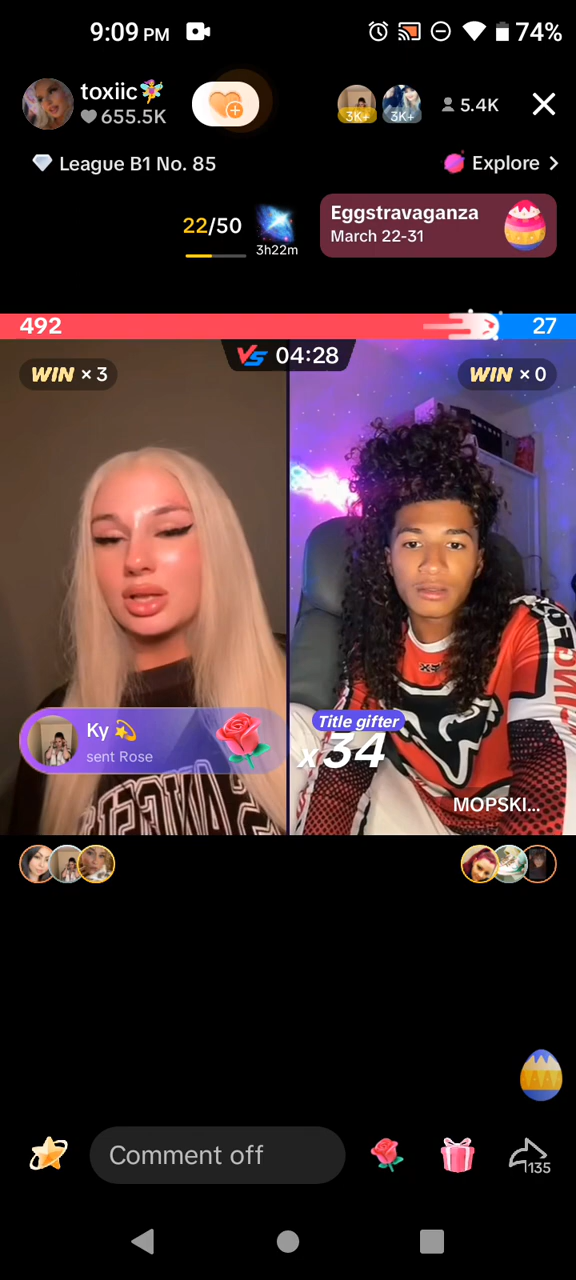 9:09 PM
74%
toxiic🧚
655.5K
3K+
3K+
5.4K
League B1 No. 85
Explore >
22/50
3h22m
Eggstravaganza
March 22-31
492
27
VS 04:28
WIN × 3
WIN × 0
Ky 💫
sent Rose
Title gifter
x34
MOPSKI...
Comment off
135